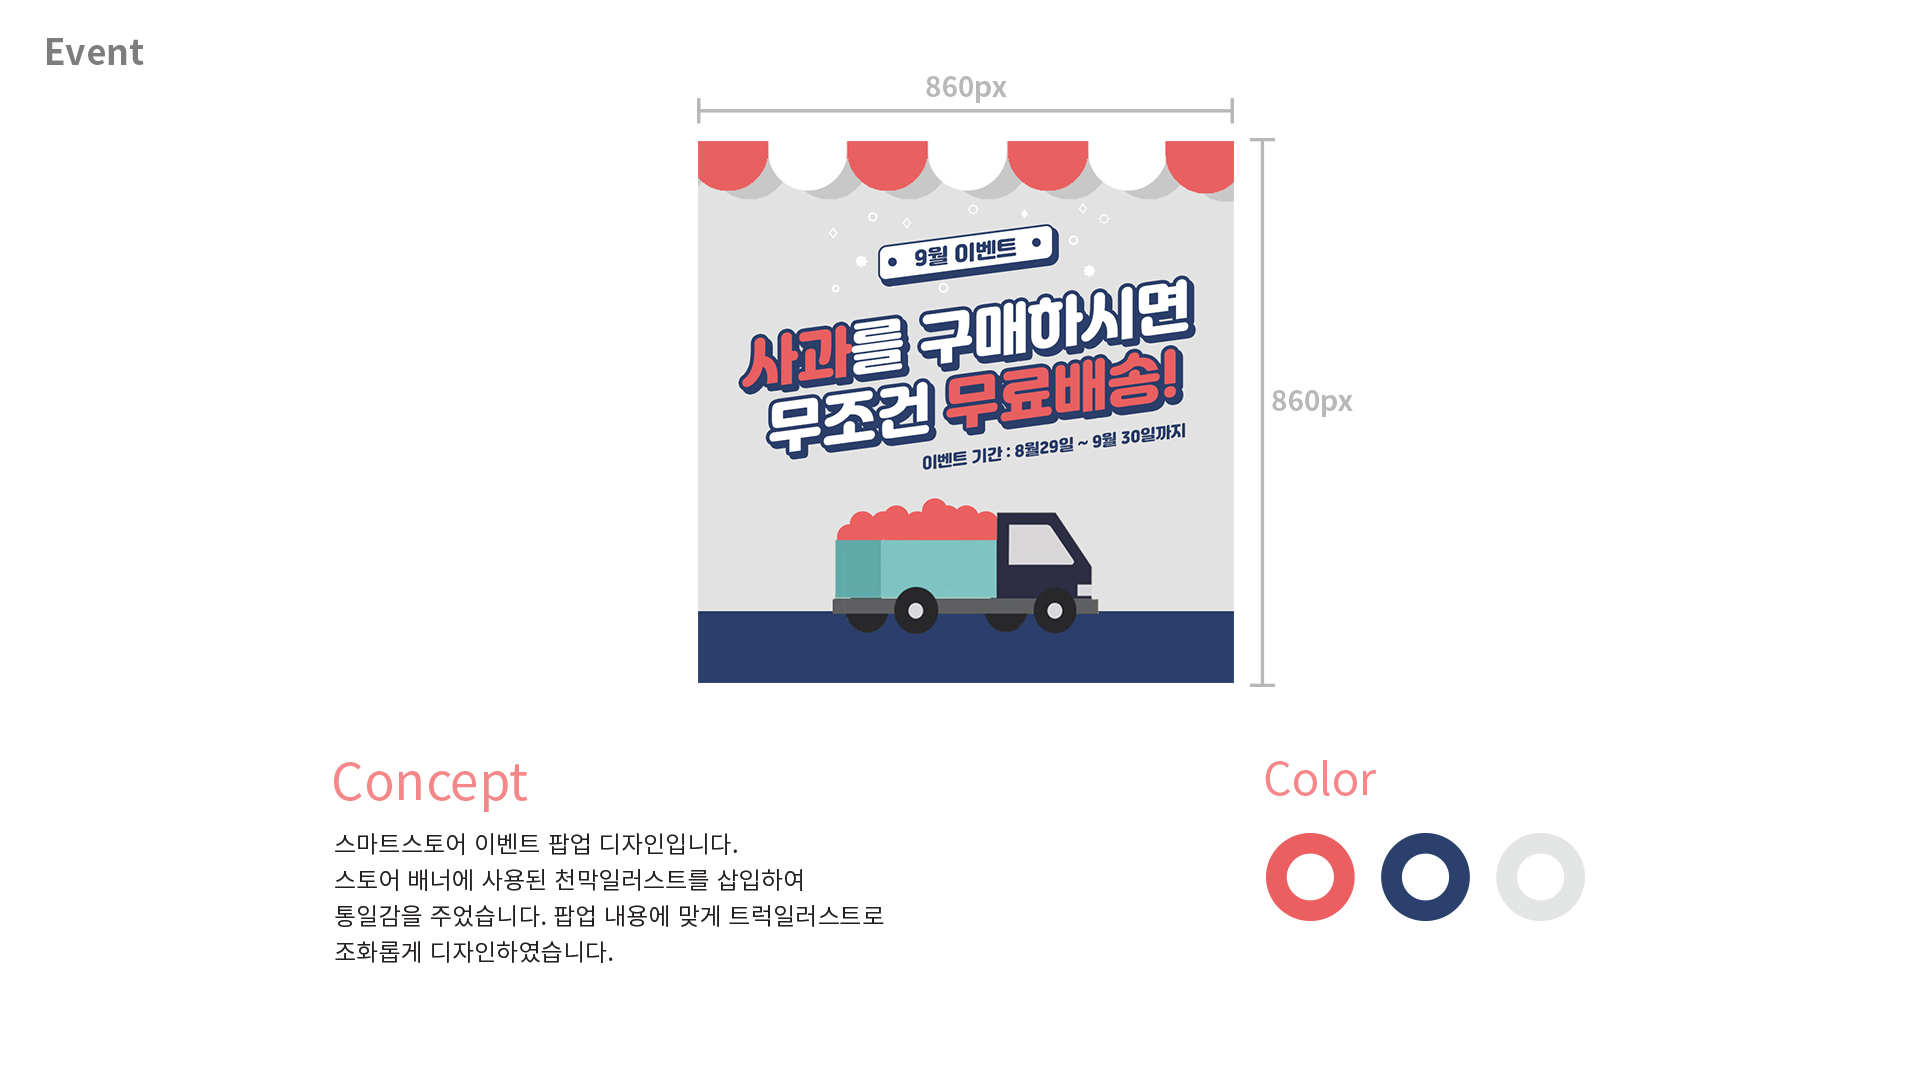 Event
860px
9월 이벤트
사과를 구매하시면
무조건 무료배송!
이벤트 기간 : 8월29일 ~ 9월 30일까지
860px
Concept
스마트스토어 이벤트 팝업 디자인입니다.
스토어 배너에 사용된 천막일러스트를 삽입하여
통일감을 주었습니다. 팝업 내용에 맞게 트럭일러스트로
조화롭게 디자인하였습니다.
Color